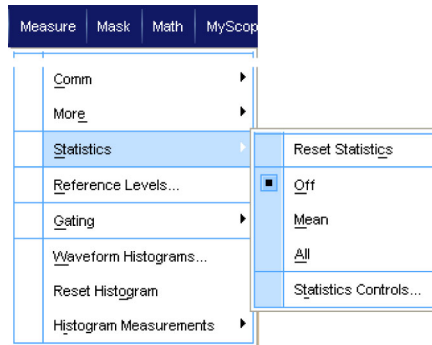 Measure Mask Math MyScop
Comm
More
Statistics
Reference Levels...
Gating
Waveform Histograms...
Reset Histogram
Histogram Measurements
Reset Statistics
Off
Mean
All
Statistics Controls...